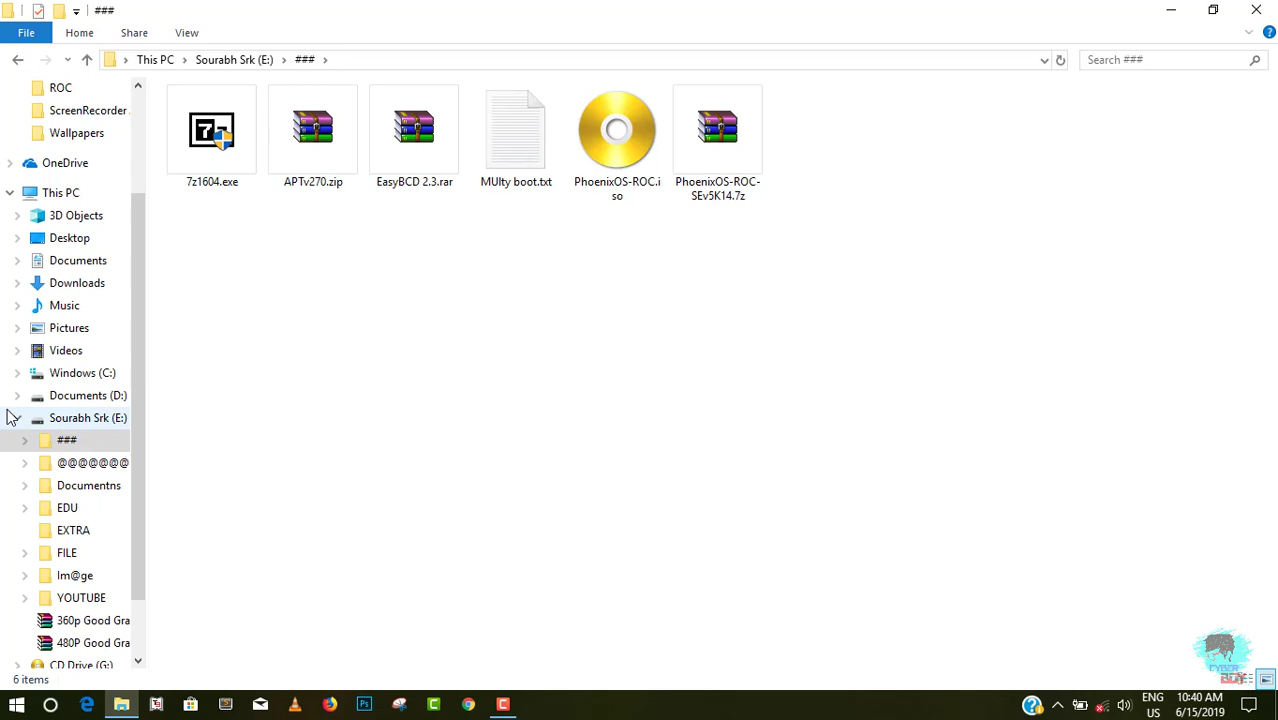 ###
File
Home
Share
View
This PC
Sourabh Srk (E:)
###
Search ###
ROC
ScreenRecorder
Wallpapers
OneDrive
This PC
3D Objects
Desktop
Documents
Downloads
Music
Pictures
Videos
Windows (C:)
Documents (D:)
Sourabh Srk (E:)
###
@@@@@@@
Documentns
EDU
EXTRA
FILE
Im@ge
YOUTUBE
360p Good Gra
480P Good Gra
CD Drive (G:)
7z1604.exe
APTv270.zip
EasyBCD 2.3.rar
MUlty boot.txt
PhoenixOS-ROC.i
so
PhoenixOS-ROC-
SEv5K14.7z
6 items
CYBER
BOY
ENG
US
10:40 AM
6/15/2019